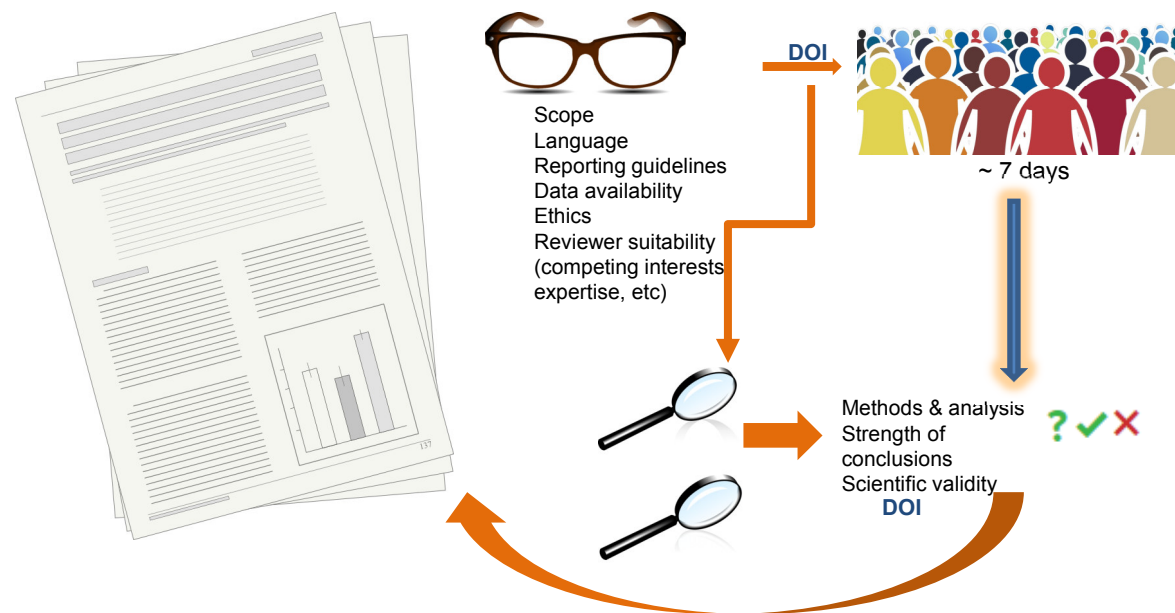 DOI
Scope
Language
Reporting guidelines
Data availability
Ethics
Reviewer suitability
(competing interests
expertise, etc)
~ 7 days
Methods & analysis
Strength of
conclusions
Scientific validity
DOI
?
137